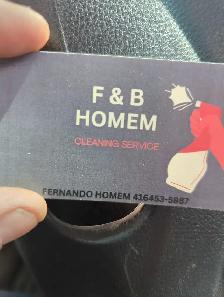 F & B
HOMEM
CLEANING SERVICE
FERNANDO HOMEM 416453-5887